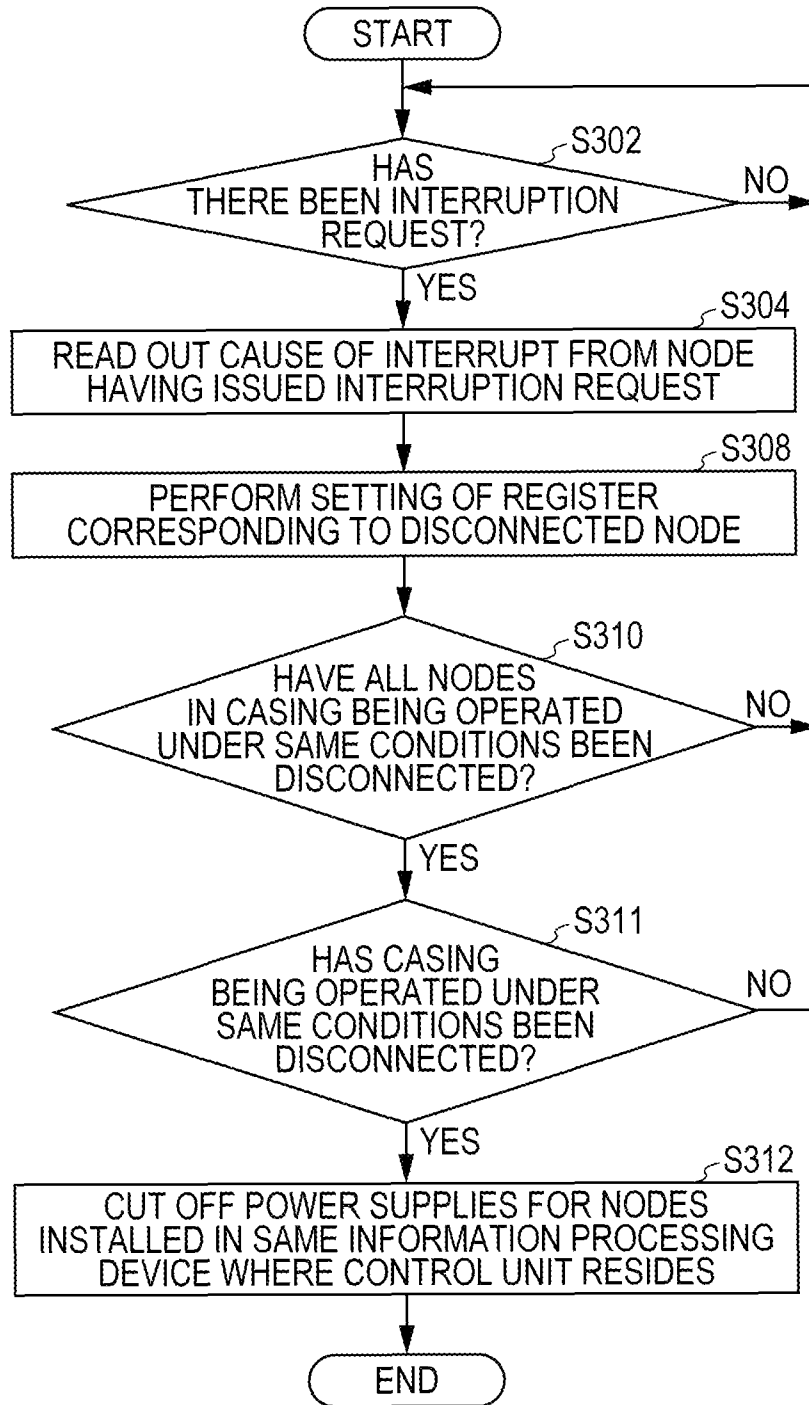 START
S302
HAS
THERE BEEN INTERRUPTION
REQUEST?
NO
YES
S304
READ OUT CAUSE OF INTERRUPT FROM NODE
HAVING ISSUED INTERRUPTION REQUEST
S308
PERFORM SETTING OF REGISTER
CORRESPONDING TO DISCONNECTED NODE
S310
HAVE ALL NODES
IN CASING BEING OPERATED
UNDER SAME CONDITIONS BEEN
DISCONNECTED?
NO
YES
S311
HAS CASING
BEING OPERATED UNDER
SAME CONDITIONS BEEN
DISCONNECTED?
NO
YES
S312
CUT OFF POWER SUPPLIES FOR NODES
INSTALLED IN SAME INFORMATION PROCESSING
DEVICE WHERE CONTROL UNIT RESIDES
END